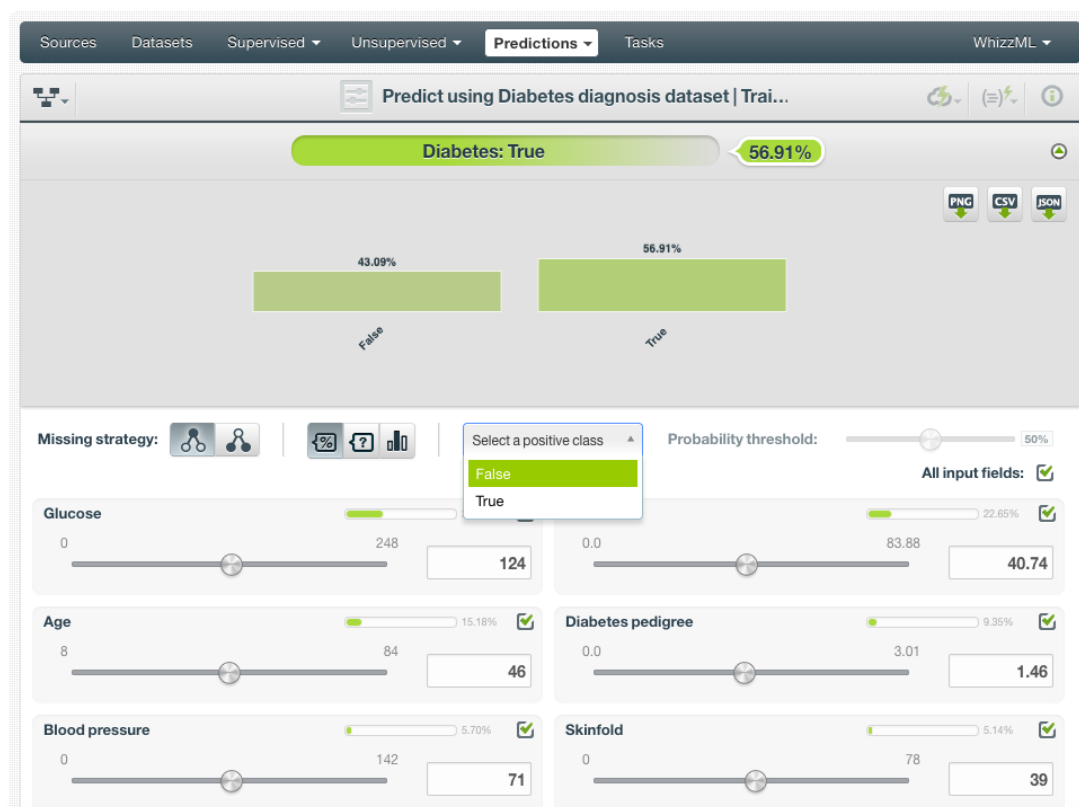 Sources Datasets Supervised Unsupervised Predictions Tasks WhizzML
Predict using Diabetes diagnosis dataset | Trai...
Diabetes: True 56.91%
PNG CSV JSON
43.09% 56.91%
False True
Missing strategy: Select a positive class Probability threshold: 50%
False
True
All input fields:
Glucose 22.65%
0 248 0.0 83.88
124 40.74
Age 15.18% Diabetes pedigree 9.35%
8 84 0.0 3.01
46 1.46
Blood pressure 5.70% Skinfold 5.14%
0 142 0 78
71 39